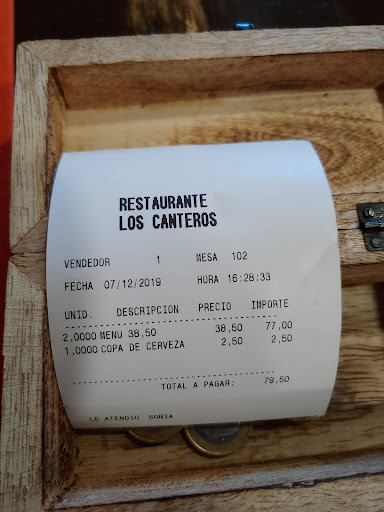 RESTAURANTE
LOS CANTEROS
VENDEDOR 1 MESA 102
FECHA 07/12/2019 HORA 16:28:33
UNID. DESCRIPCION PRECIO IMPORTE
2,0000 MENU 38,50 38,50 77,00
1,0000 COPA DE CERVEZA 2,50 2,50
TOTAL A PAGAR: 79,50
LE ATENDIO SONIA